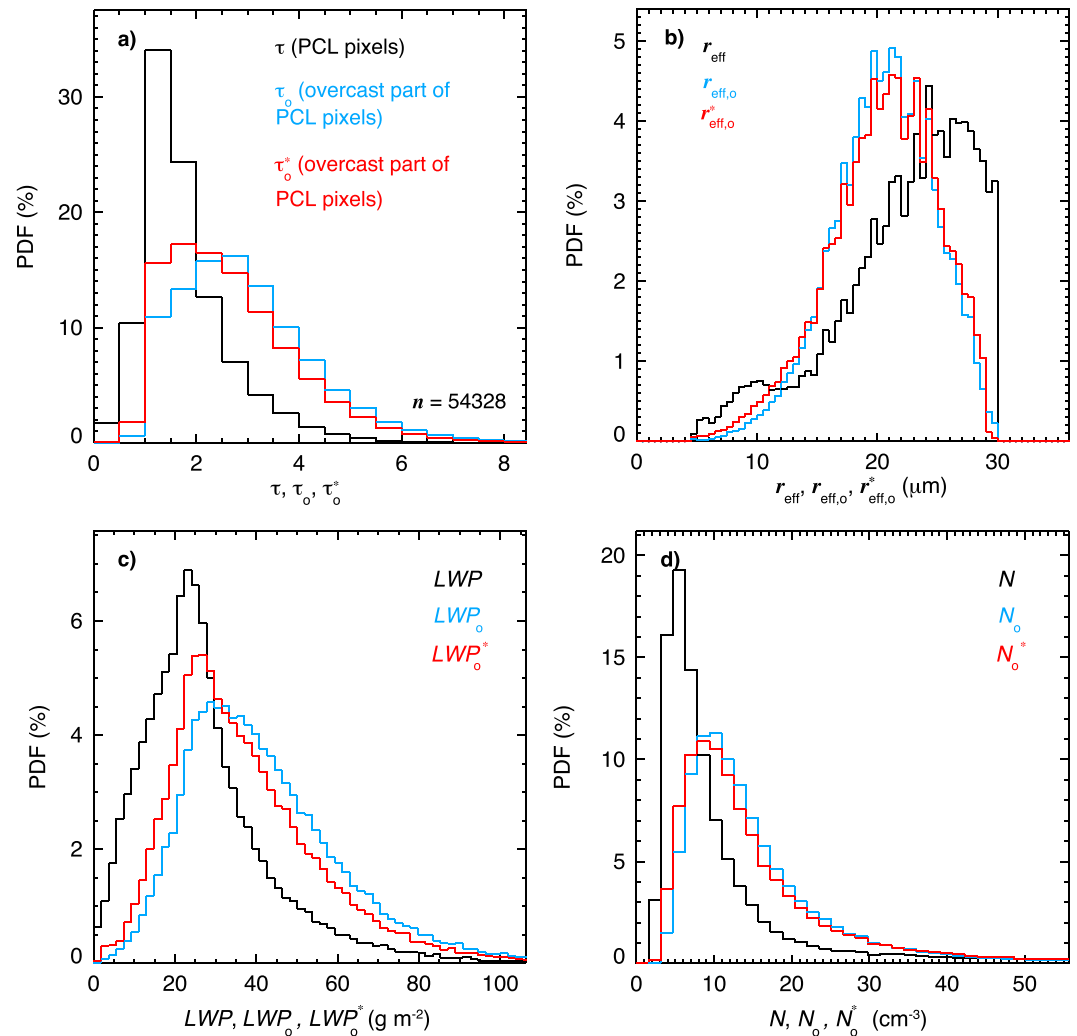 a)
τ (PCL pixels)
τo (overcast part of
PCL pixels)
τo* (overcast part of
PCL pixels)
n = 54328
PDF (%)
30
20
10
0
0 2 4 6 8
τ, τo, τo*
b)
reff
reff,o
r*eff,o
PDF (%)
5
4
3
2
1
0
0 10 20 30
reff, reff,o, r*eff,o (μm)
c)
LWP
LWPo
LWPo*
PDF (%)
6
4
2
0
0 20 40 60 80 100
LWP, LWPo, LWPo* (g m-2)
d)
N
No
No*
PDF (%)
20
15
10
5
0
0 10 20 30 40 50
N, No, No* (cm-3)